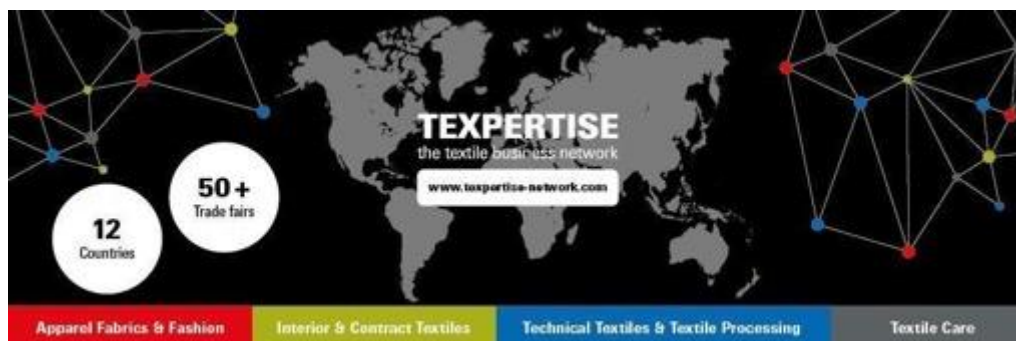 TEXPERTISE
the textile business network
www.texpertise-network.com
50+
Trade fairs
12
Countries
Apparel Fabrics & Fashion
Interior & Contract Textiles
Technical Textiles & Textile Processing
Textile Care